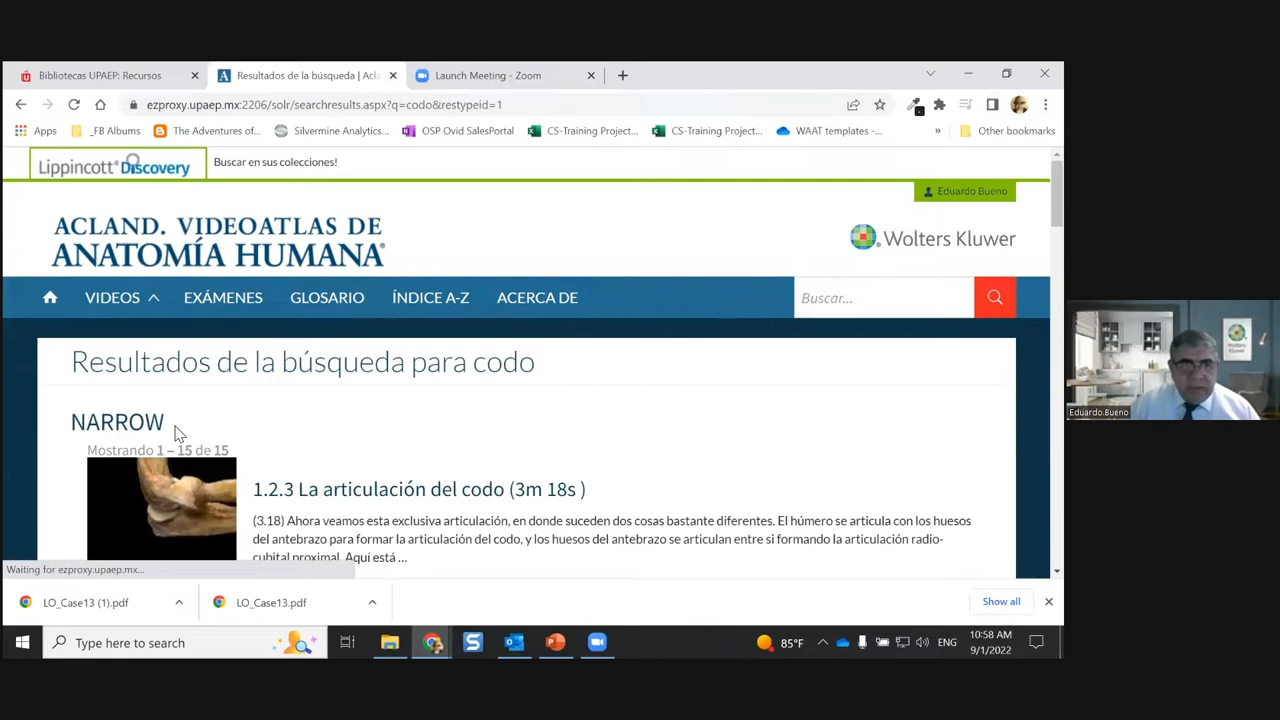 Bibliotecas UPAEP: Recursos
Resultados de la búsqueda | Acl
Launch Meeting - Zoom
ezproxy.upaep.mx:2206/solr/searchresults.aspx?q=codo&restypeid=1
Apps
_FB Albums
The Adventures of...
Silvermine Analytics...
OSP Ovid SalesPortal
CS-Training Project...
CS-Training Project...
WAAT templates -...
»
Other bookmarks
Lippincott® Discovery
Buscar en sus colecciones!
Eduardo Bueno
ACLAND. VIDEOATLAS DE
ANATOMÍA HUMANA®
Wolters Kluwer
VIDEOS
EXÁMENES
GLOSARIO
ÍNDICE A-Z
ACERCA DE
Buscar...
Resultados de la búsqueda para codo
NARROW
Mostrando 1 – 15 de 15
1.2.3 La articulación del codo (3m 18s )
(3.18) Ahora veamos esta exclusiva articulación, en donde suceden dos cosas bastante diferentes. El húmero se articula con los huesos
del antebrazo para formar la articulación del codo, y los huesos del antebrazo se articulan entre si formando la articulación radio-
cubital proximal. Aquí está ...
Waiting for ezproxy.upaep.mx...
LO_Case13 (1).pdf
LO_Case13.pdf
Show all
Type here to search
85°F
ENG
10:58 AM
9/1/2022
Wolters Kluwer
Eduardo.Bueno